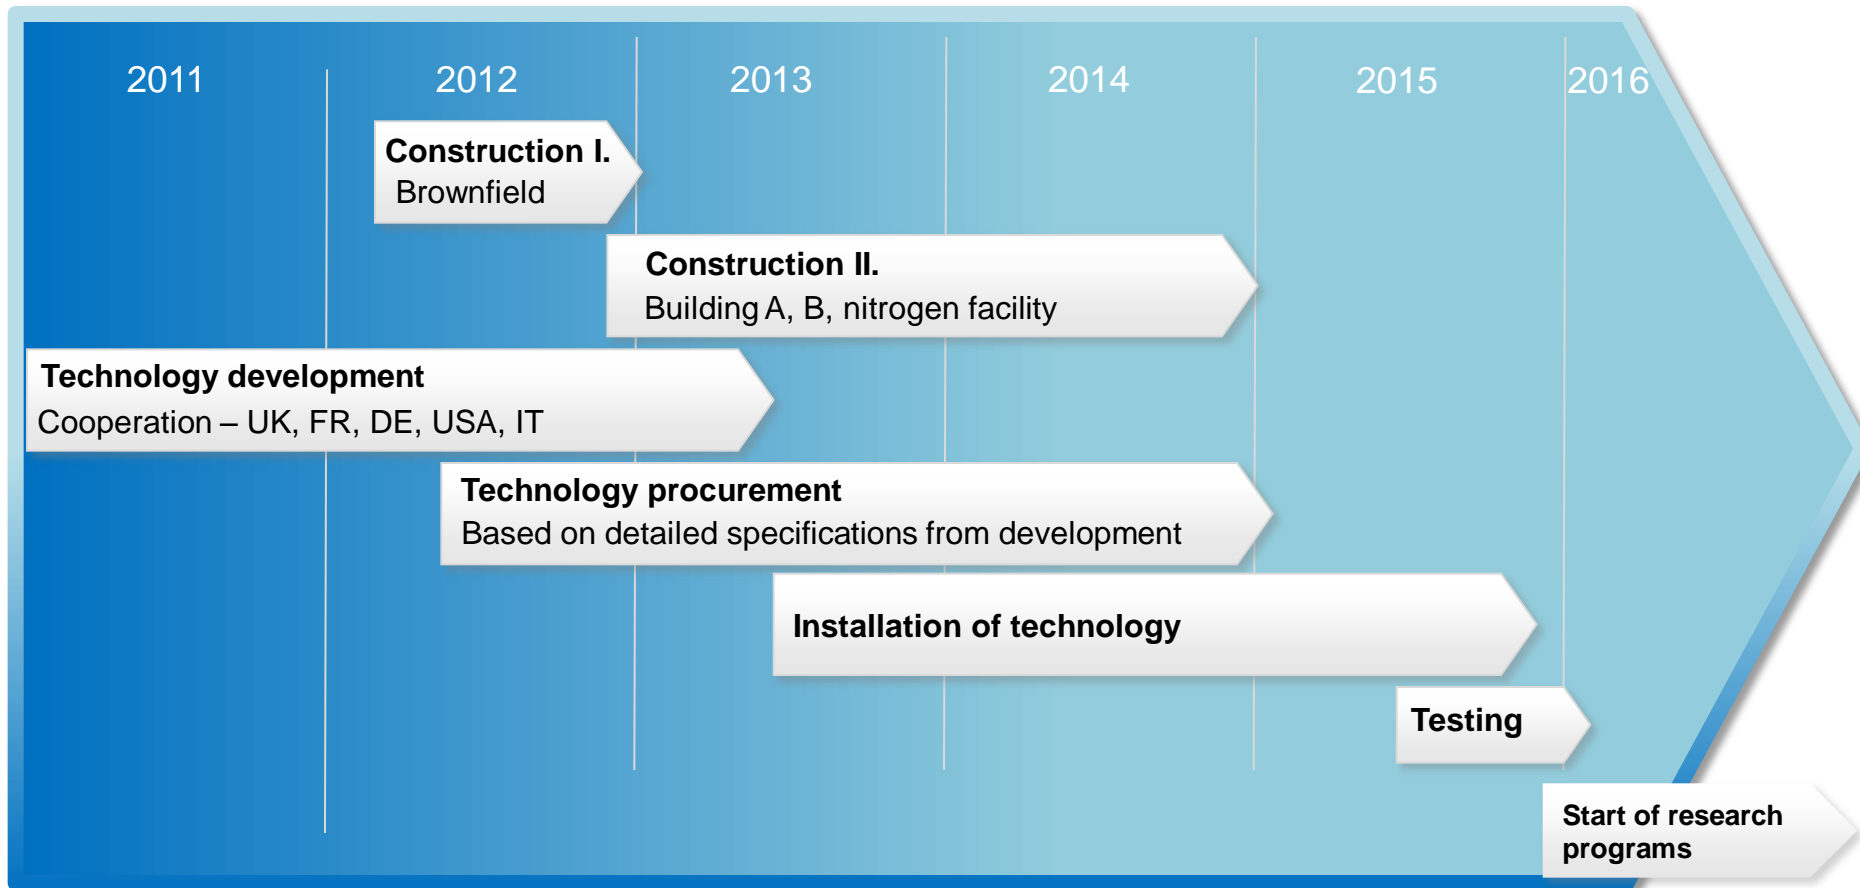 2011 2012 2013 2014 2015 2016
Construction I.
Brownfield
Construction II.
Building A, B, nitrogen facility
Technology development
Cooperation – UK, FR, DE, USA, IT
Technology procurement
Based on detailed specifications from development
Installation of technology
Testing
Start of research
programs